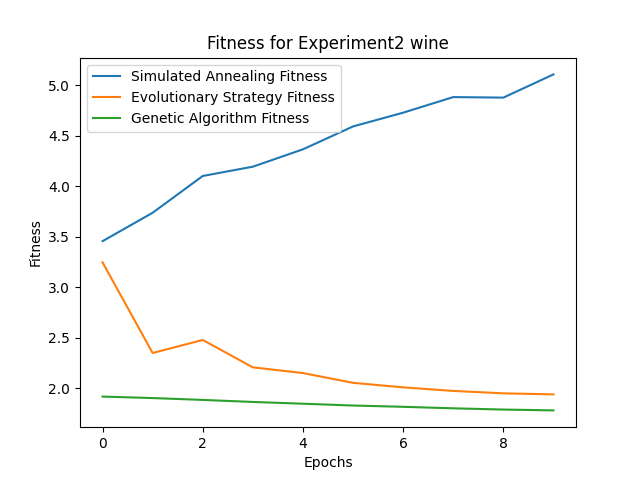 Fitness for Experiment2 wine
Simulated Annealing Fitness
Evolutionary Strategy Fitness
Genetic Algorithm Fitness
5.0
4.5
4.0
3.5
3.0
2.5
2.0
Fitness
0 2 4 6 8
Epochs